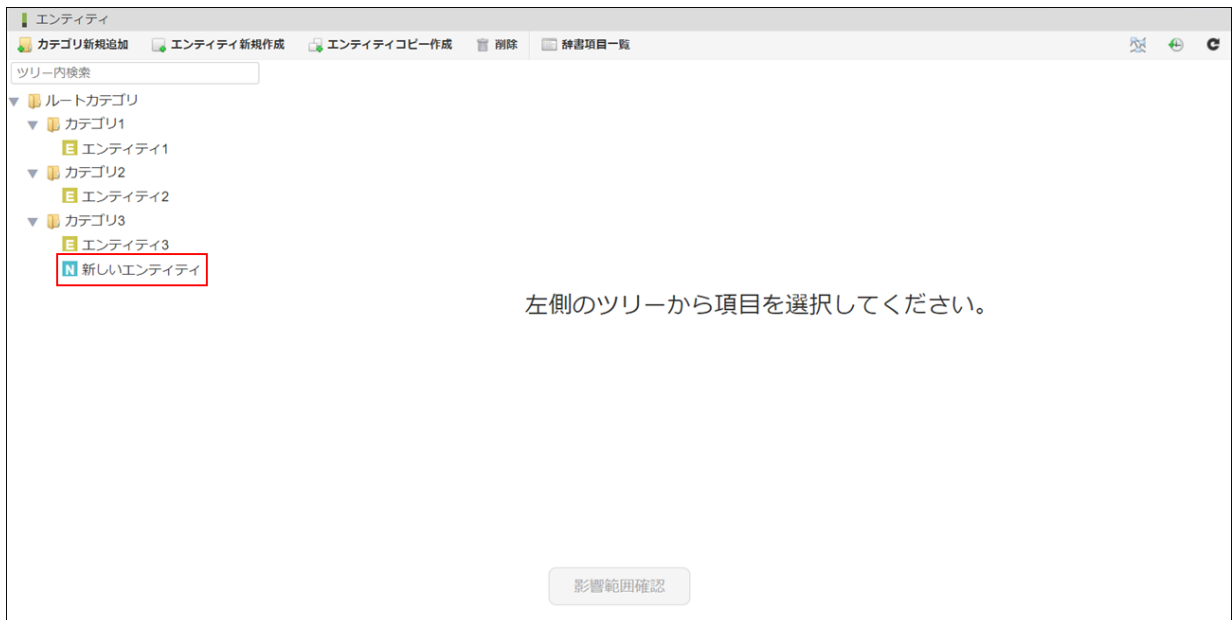 エンティティ
カテゴリ新規追加 エンティティ新規作成 エンティティコピー作成 削除 辞書項目一覧
ツリー内検索
ルートカテゴリ
カテゴリ1
E エンティティ1
カテゴリ2
E エンティティ2
カテゴリ3
E エンティティ3
N 新しいエンティティ
左側のツリーから項目を選択してください。
影響範囲確認